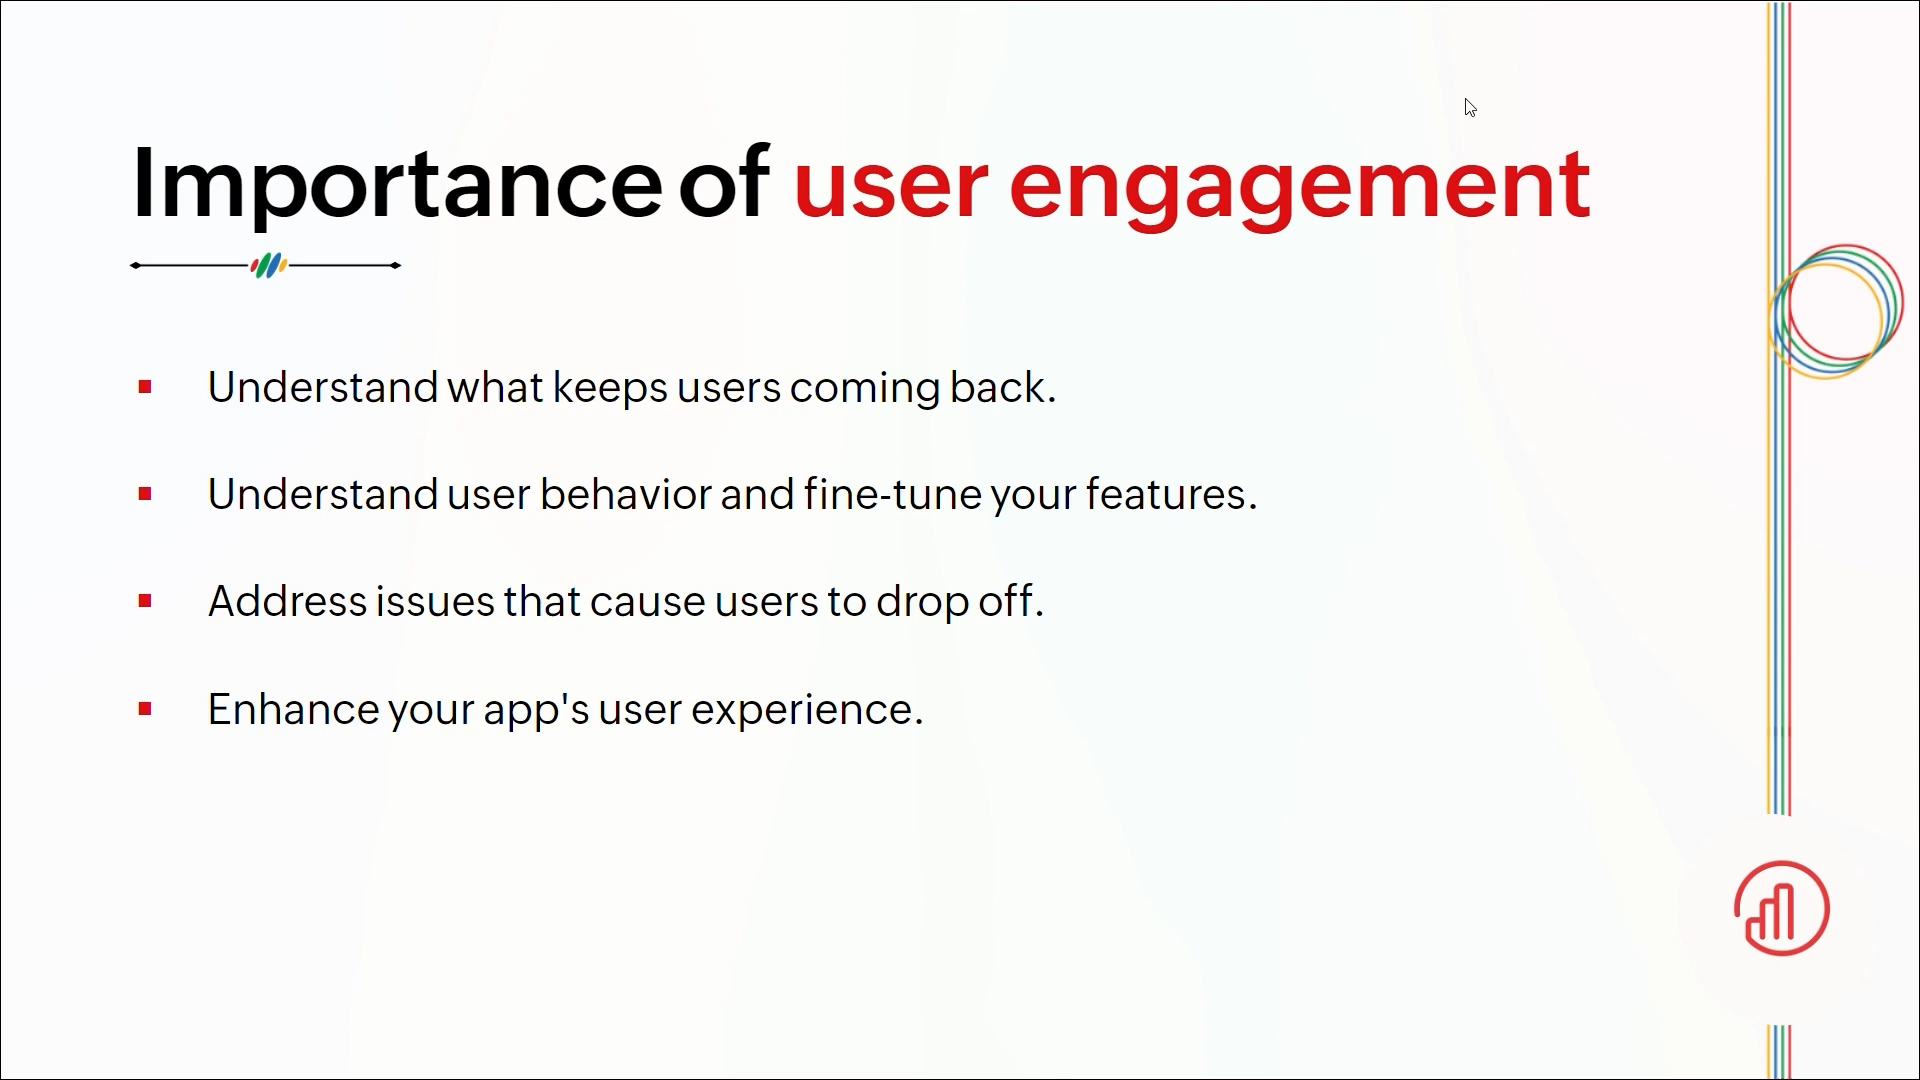 Importance of user engagement
Understand what keeps users coming back.
Understand user behavior and fine-tune your features.
Address issues that cause users to drop off.
Enhance your app's user experience.